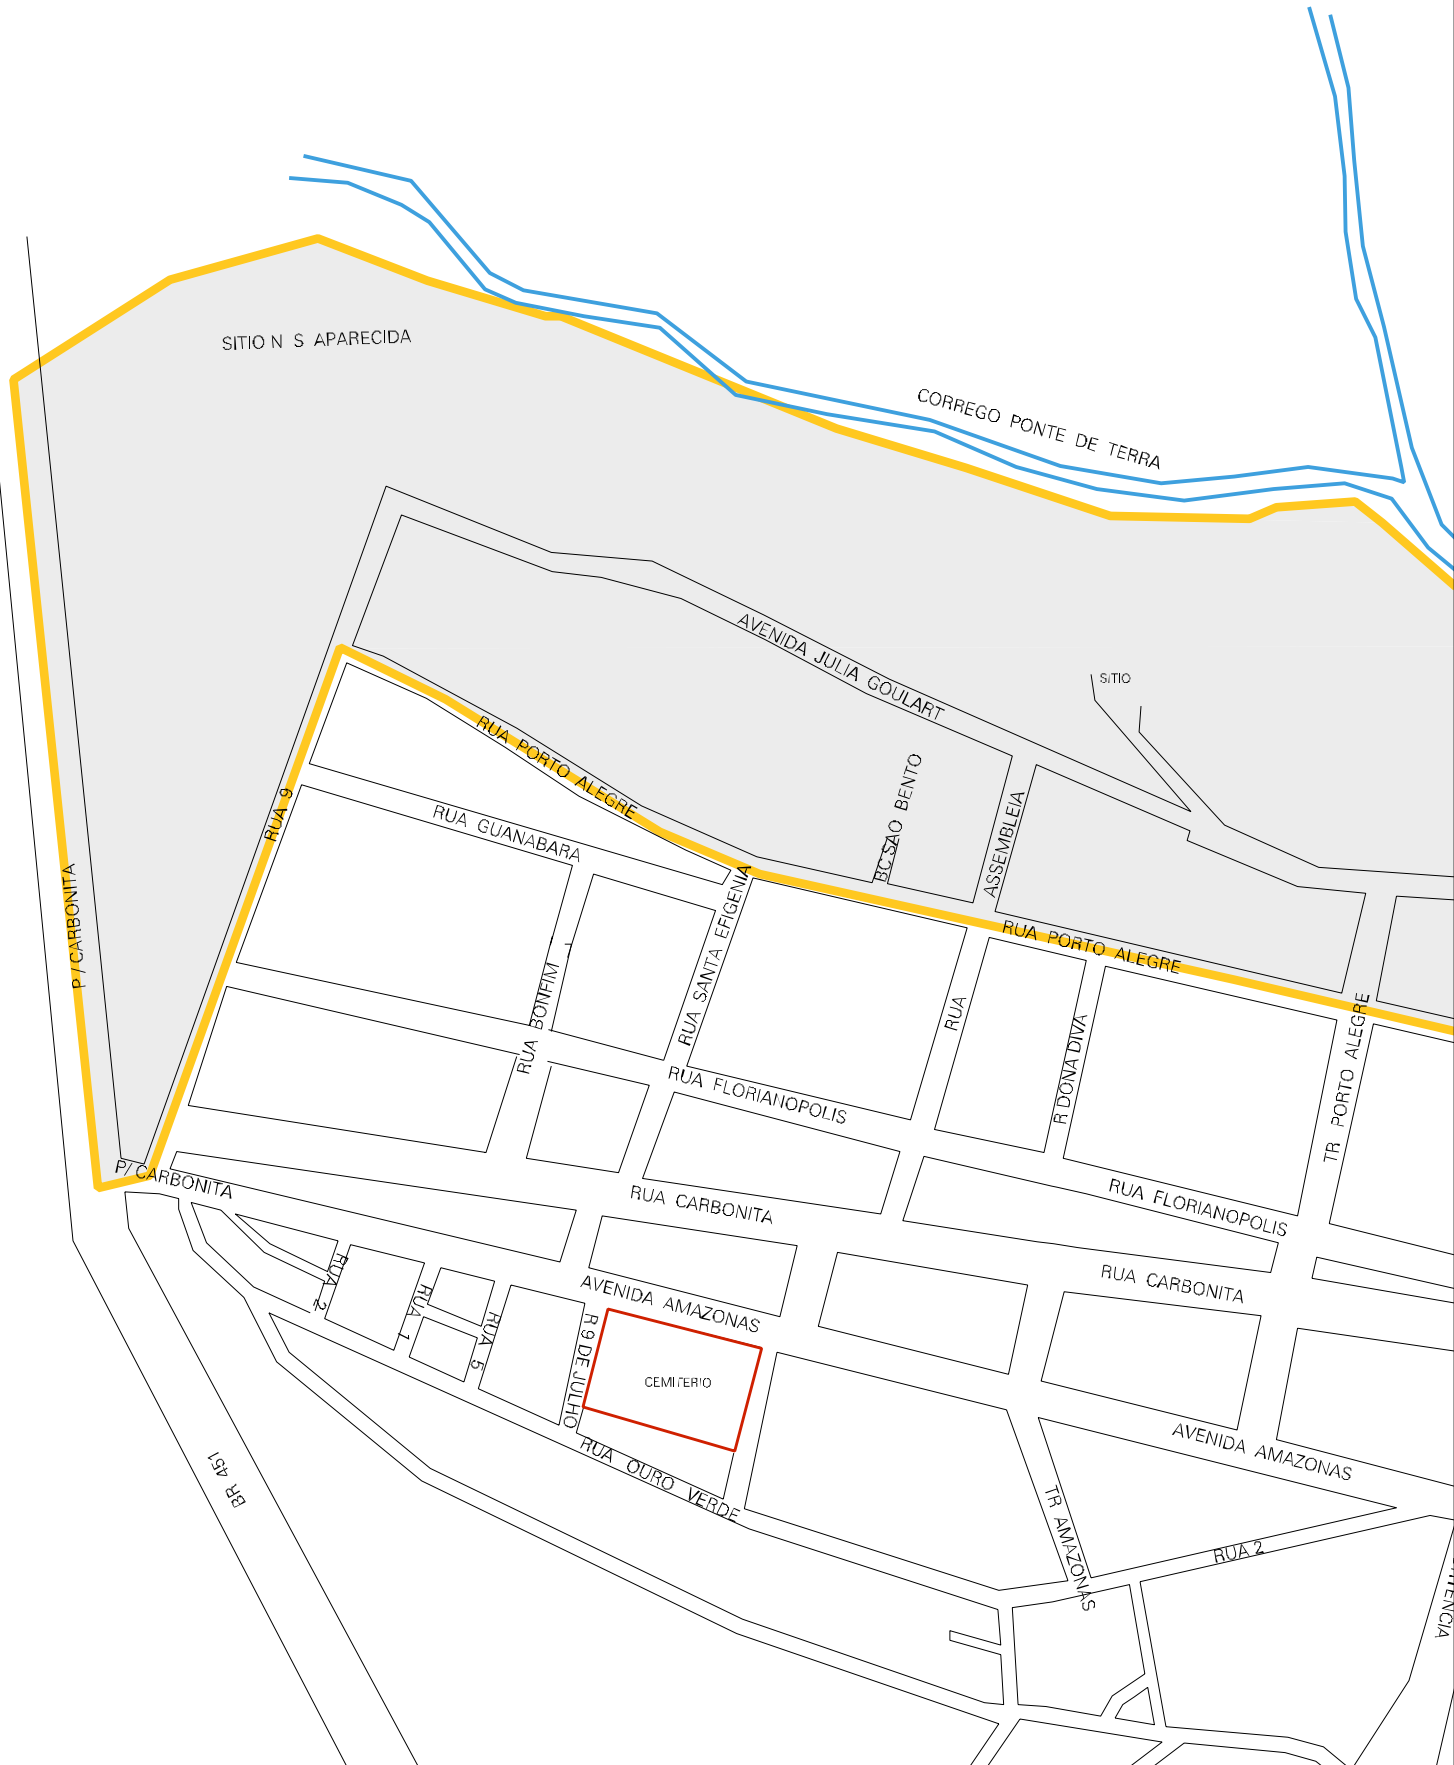 SITIO N S APARECIDA
CORREGO PONTE DE TERRA
AVENIDA JULIA GOULART
SITIO
RUA PORTO ALEGRE
BC SAO BENTO
ASSEMBLEIA
RUA 9
RUA GUANABARA
P / CARBONITA
RUA SANTA EFIGENIA
RUA PORTO ALEGRE
RUA BONFIM
RUA
R DONA DIVA
TR PORTO ALEGRE
RUA FLORIANOPOLIS
P/ CARBONITA
RUA CARBONITA
RUA FLORIANOPOLIS
RUA 2
RUA 1
RUA 5
AVENIDA AMAZONAS
RUA CARBONITA
R 9 DE JULHO
CEMITERIO
RUA OURO VERDE
AVENIDA AMAZONAS
BR 451
TR AMAZONAS
RUA 2
TENCIA